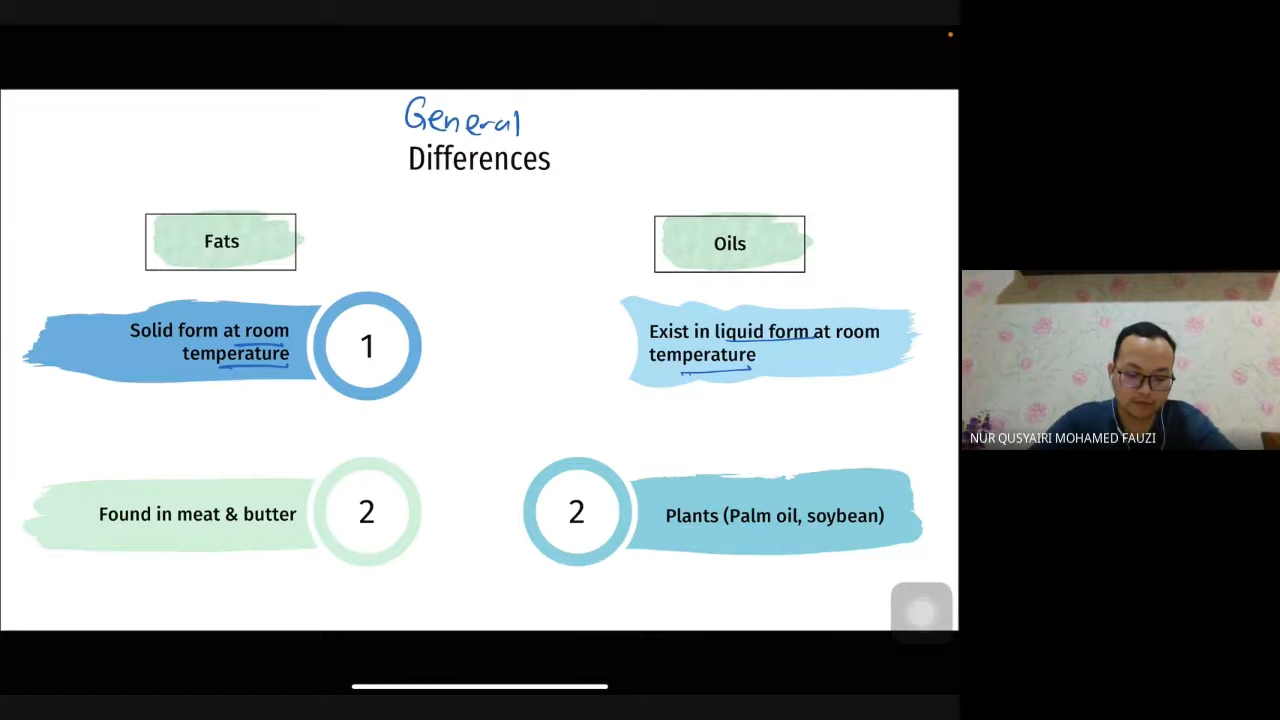 General
Differences
Fats
Oils
Solid form at room
temperature
1
Exist in liquid form at room
temperature
Found in meat & butter
2
2
Plants (Palm oil, soybean)
NUR QUSYAIRI MOHAMED FAUZI